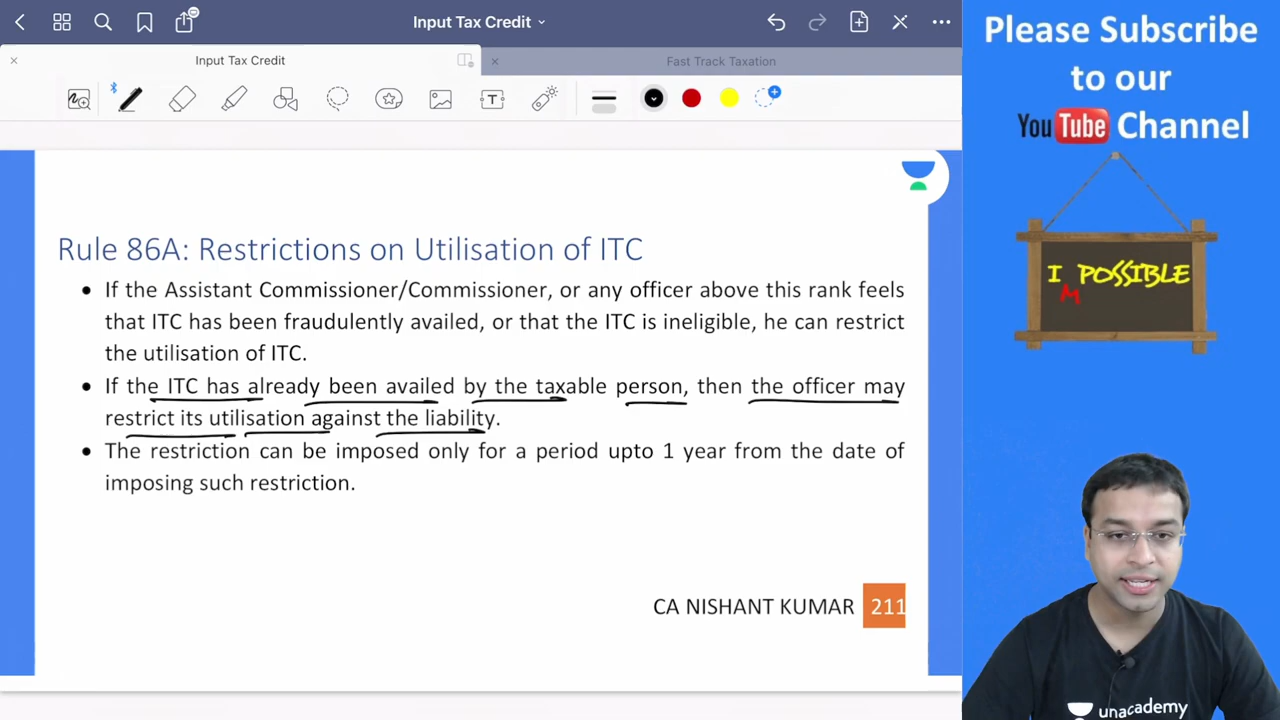 Input Tax Credit
Input Tax Credit
Fast Track Taxation
Rule 86A: Restrictions on Utilisation of ITC
• If the Assistant Commissioner/Commissioner, or any officer above this rank feels
that ITC has been fraudulently availed, or that the ITC is ineligible, he can restrict
the utilisation of ITC.
• If the ITC has already been availed by the taxable person, then the officer may
restrict its utilisation against the liability.
• The restriction can be imposed only for a period upto 1 year from the date of
imposing such restriction.
CA NISHANT KUMAR 211
Please Subscribe
to our
YouTube Channel
I POSSIBLE
M
unacademy